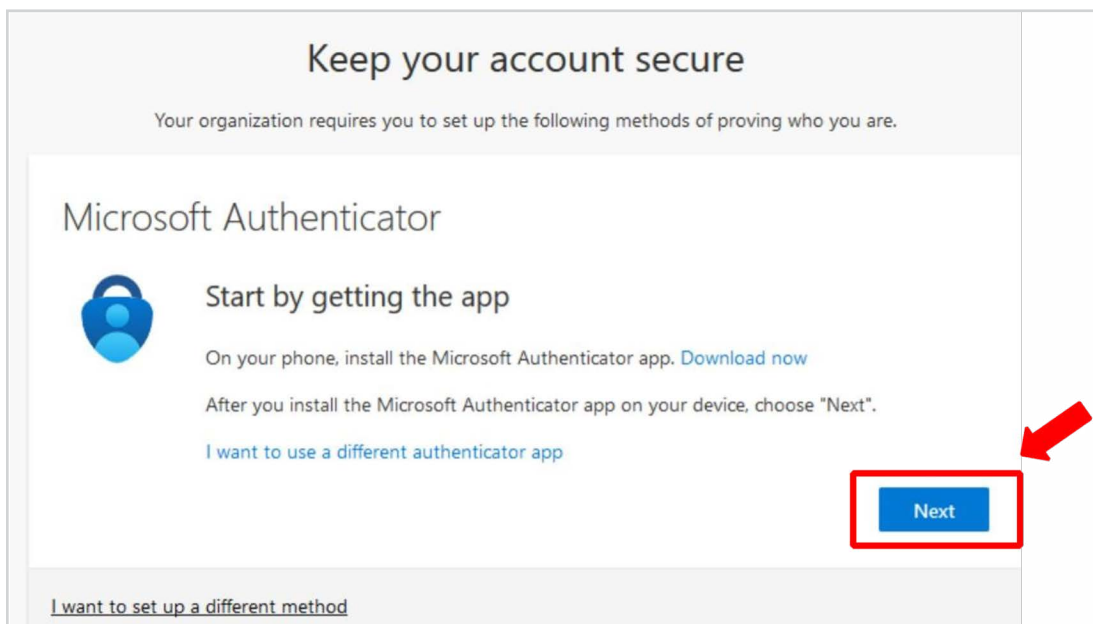 Keep your account secure
Your organization requires you to set up the following methods of proving who you are.
Microsoft Authenticator
Start by getting the app
On your phone, install the Microsoft Authenticator app. Download now
After you install the Microsoft Authenticator app on your device, choose "Next".
I want to use a different authenticator app
Next
I want to set up a different method